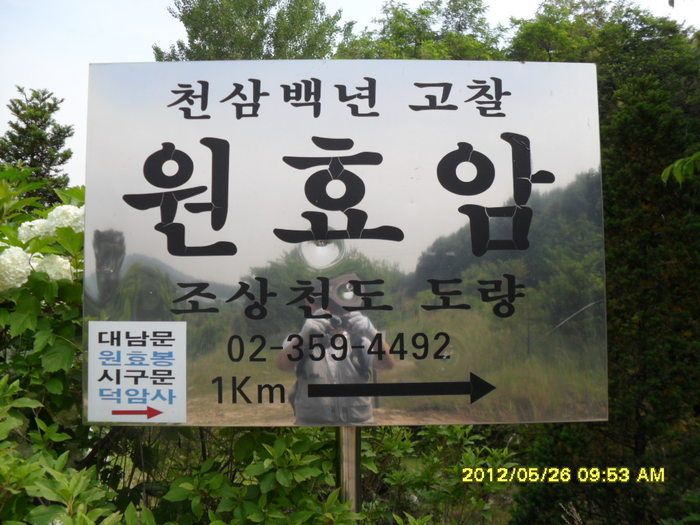 천삼백년 고찰
원효암
조상천도 도량
02-359-4492
1Km
대남문
원효봉
시구문
덕암사
2012/05/26 09:53 AM